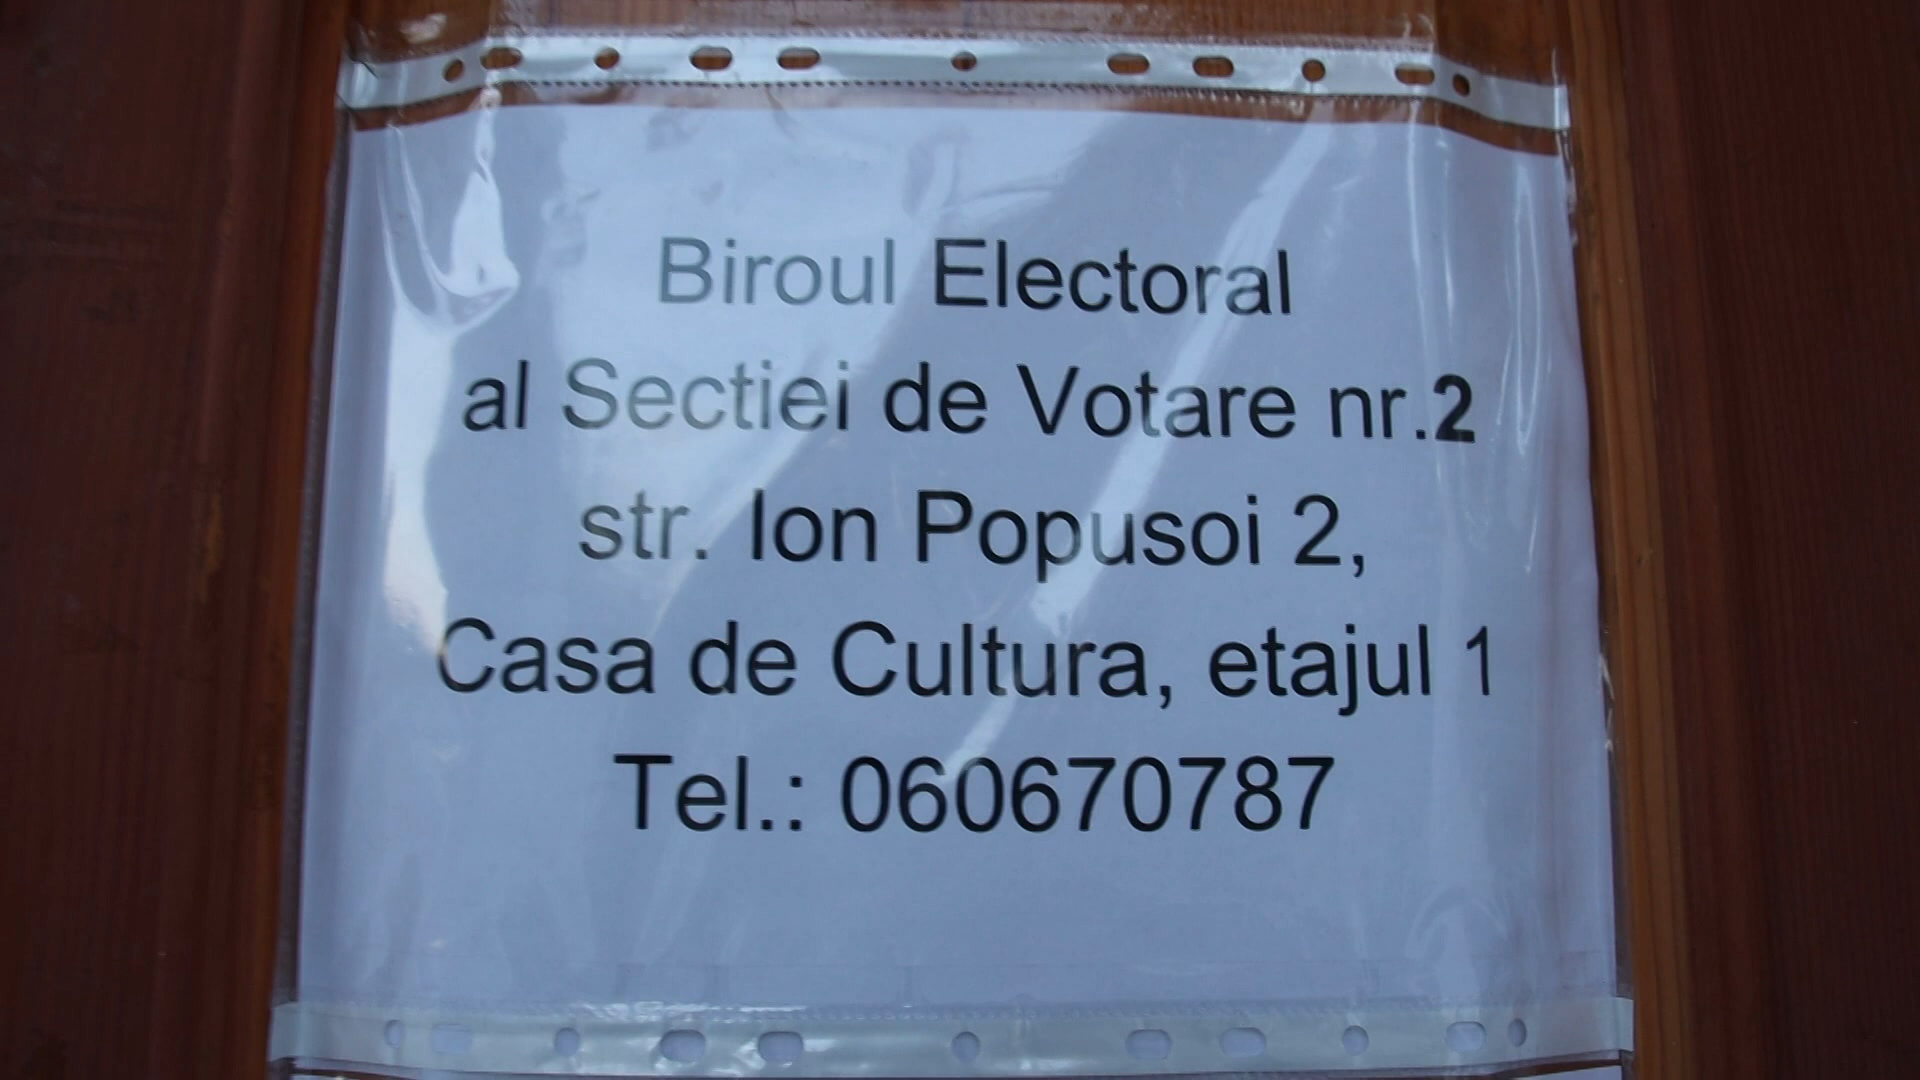 Biroul Electoral
al Sectiei de Votare nr.2
str. Ion Popusoi 2,
Casa de Cultura, etajul 1
Tel.: 060670787